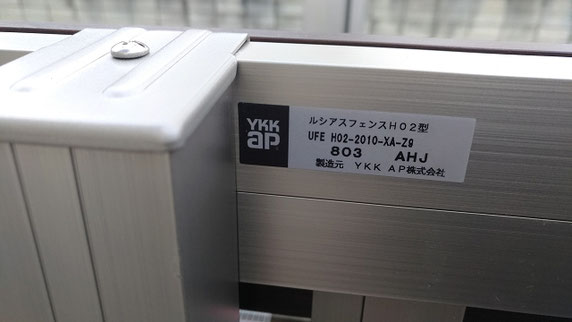 YKK
AP
ルシアスフェンスH02型
UFE H02-2010-XA-Z9
803 AHJ
製造元 YKK AP株式会社